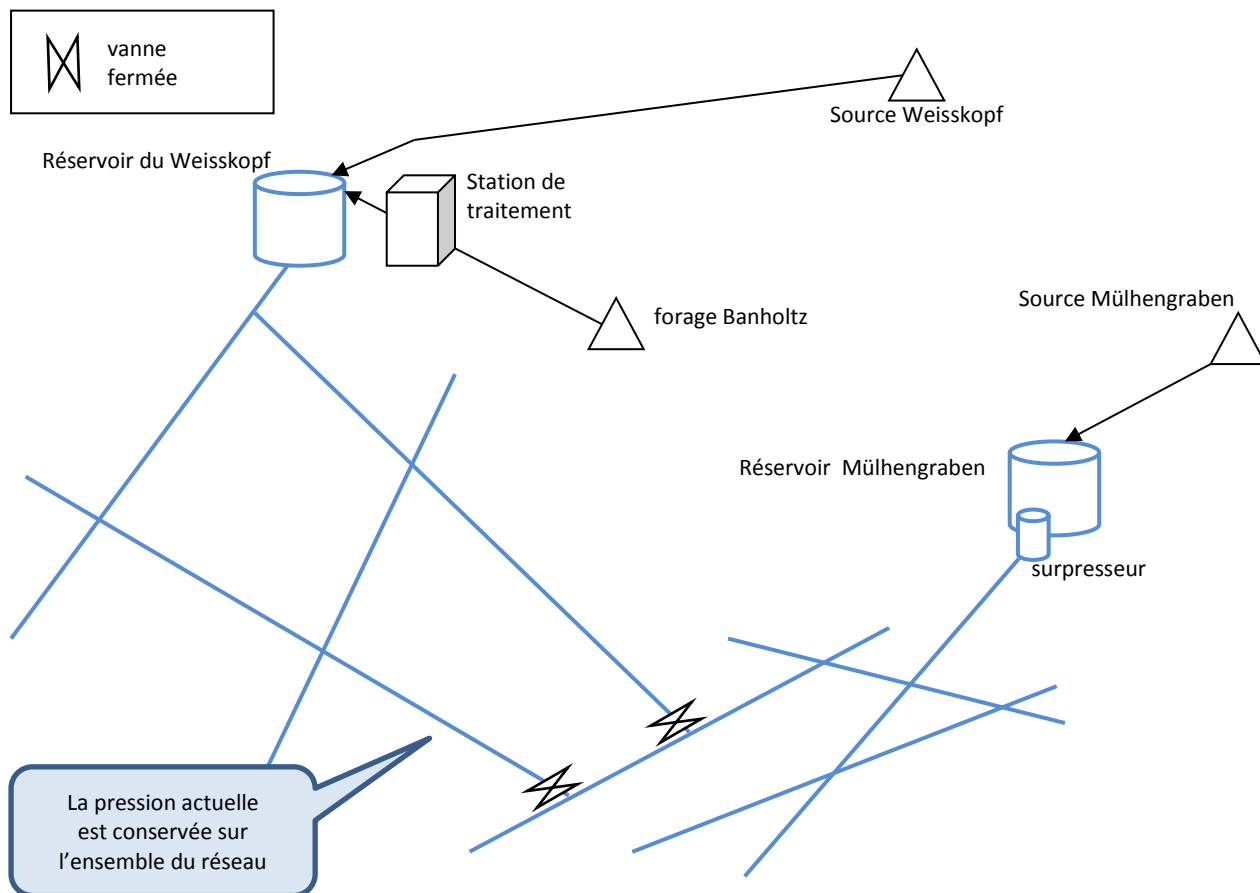 vanne
fermée
Source Weisskopf
Réservoir du Weisskopf
Station de
traitement
forage Banholtz
Source Mülhengraben
Réservoir Mülhengraben
surpresseur
La pression actuelle
est conservée sur
l’ensemble du réseau